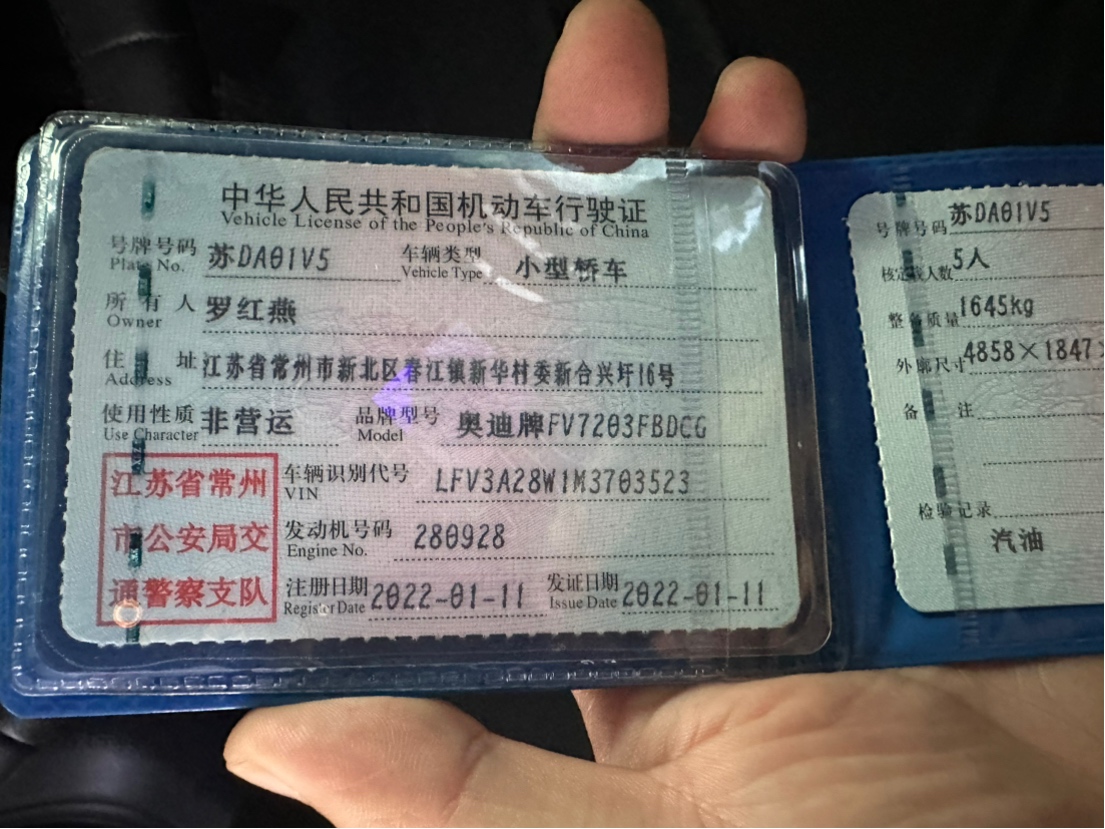 中华人民共和国机动车行驶证
Vehicle License of the People's Republic of China
号牌号码 苏DA01V5 车辆类型 小型轿车
Plate No. Vehicle Type
所有人 罗红燕
Owner
住址 江苏省常州市新北区春江镇新华村委新合兴圩16号
Address
使用性质 非营运 品牌型号 奥迪牌FV7203FBDCG
Use Character Model
江苏省常州
市公安局交
通警察支队
车辆识别代号 LFV3A28W1M3703523
VIN
发动机号码 280928
Engine No.
注册日期 2022-01-11 发证日期 2022-01-11
Register Date Issue Date
号牌号码 苏DA01V5
核定载人数 5人
整备质量 1645kg
外廓尺寸 4858×1847×
备注
检验记录
汽油